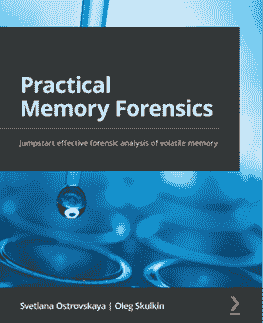 Practical
Memory Forensics
Jumpstart effective forensic analysis of volatile memory
Svetlana Ostrovskaya | Oleg Skulkin